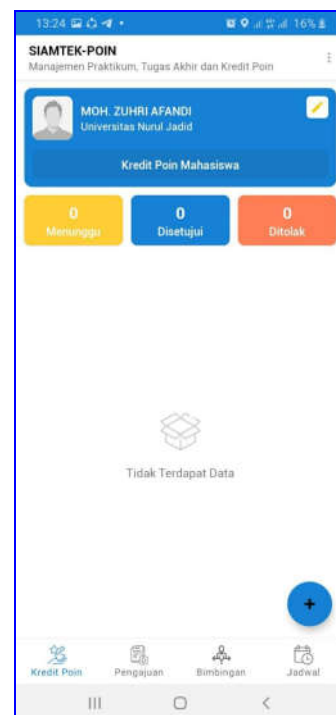 13:24 16%
SIAMTEK-POIN
Manajemen Praktikum, Tugas Akhir dan Kredit Poin
MOH. ZUHRI AFANDI
Universitas Nurul Jadid
Kredit Poin Mahasiswa
0 0 0
Menunggu Disetujui Ditolak
Tidak Terdapat Data
+
Kredit Poin Pengajuan Bimbingan Jadwal